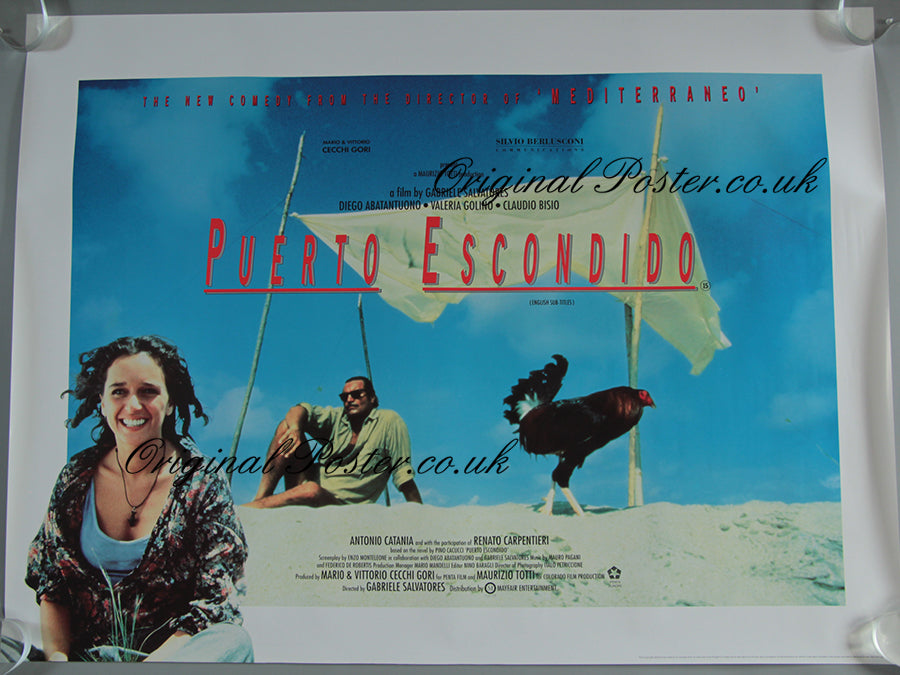 THE NEW COMEDY FROM THE DIRECTOR OF 'MEDITERRANEO'
MARIO & VITTORIO
CECCHI GORI
SILVIO BERLUSCONI
COMMUNICATIONS
a MAURIZIO production
Original Poster.co.uk
a film by GABRIELE SALVATORES
DIEGO ABATANTUONO • VALERIA GOLINO • CLAUDIO BISIO
PUERTO ESCONDIDO
15
(ENGLISH SUB-TITLES)
Original Poster.co.uk
ANTONIO CATANIA and with the participation of RENATO CARPENTIERI
based on the novel by PINO CACUCCI 'PUERTO ESCONDIDO'
Screenplay by ENZO MONTELEONE in collaboration with DIEGO ABATANTUONO and GABRIELE SALVATORES Music by MAURO PAGANI
and FEDERICO DE ROBERTIS Production Manager MARIO MANDELLI Editor NINO BARAGLI Director of Photography ITALO PETRICCIONE
Produced by MARIO & VITTORIO CECCHI GORI for PENTA FILM and MAURIZIO TOTTI for COLORADO FILM PRODUCTION
Directed by GABRIELE SALVATORES Distribution by MAYFAIR ENTERTAINMENT